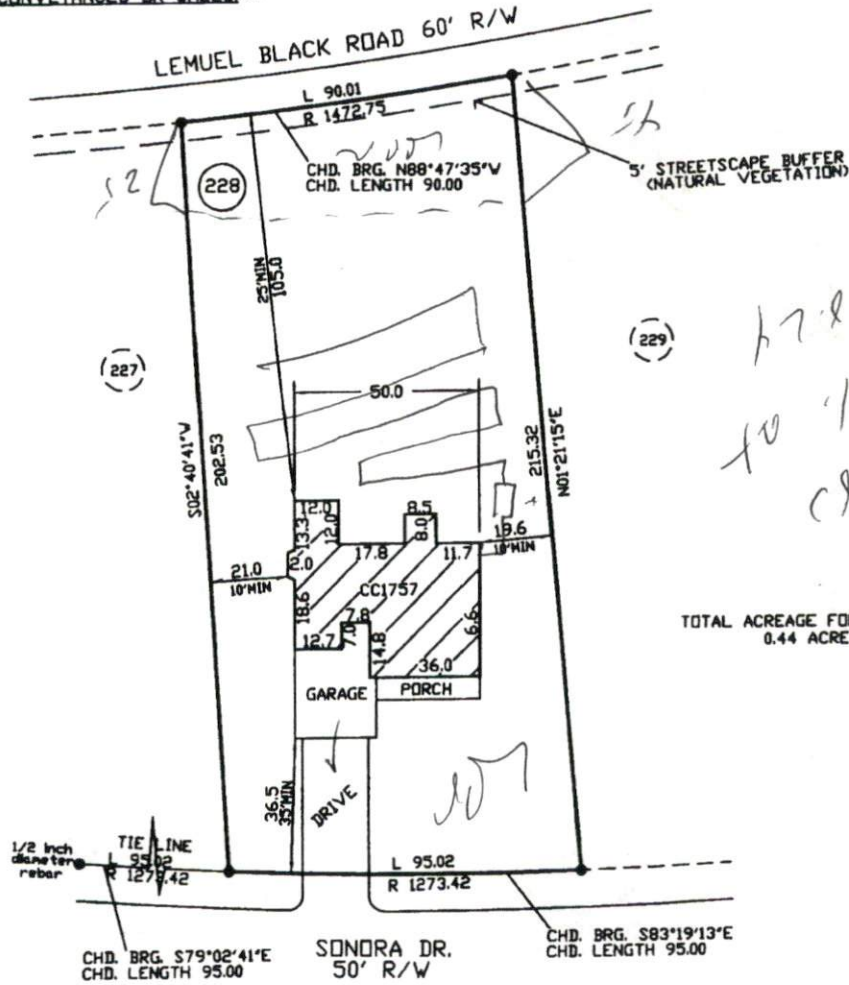 LEMUEL BLACK ROAD 60' R/W
L 90.01
R 1472.75
CHD. BRG. N88°47'35"W
CHD. LENGTH 90.00
5' STREETSCAPE BUFFER
(NATURAL VEGETATION)
228
25'MIN
105.0
227
229
50.0
S02°40'41"W
202.53
215.32
N01°21'15"E
12.0
8.5
13.3
12.0
8.0
19.6
10'MIN
17.8
11.7
2.0
21.0
10'MIN
CC1757
18.6
7.8
7.0
6.6
12.7
14.8
36.0
TOTAL ACREAGE
0.44
GARAGE
PORCH
36.5
35'MIN
DRIVE
1/2 inch
diameter
rebar
TIE LINE
L 95.02
R 1273.42
L 95.02
R 1273.42
CHD. BRG. S79°02'41"E
CHD. LENGTH 95.00
SONORA DR.
50' R/W
CHD. BRG. S83°19'13"E
CHD. LENGTH 95.00